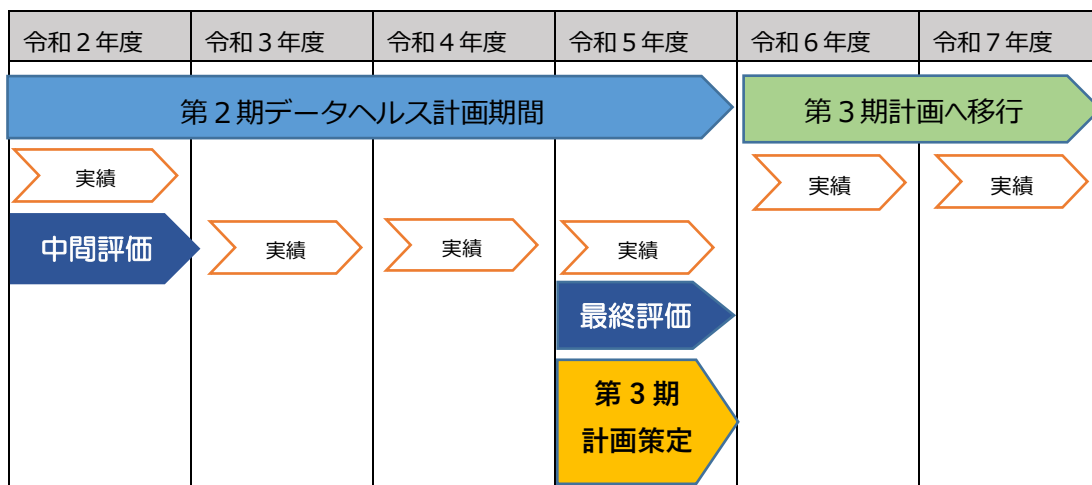 令和２年度
令和３年度
令和４年度
令和５年度
令和６年度
令和７年度
第２期データヘルス計画期間
第３期計画へ移行
実績
実績
実績
中間評価
実績
実績
実績
最終評価
第３期
計画策定